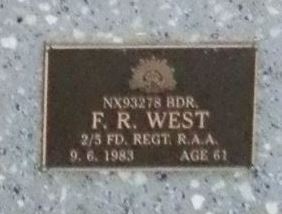 NX93278 BDR.
F. R. WEST
2/5 FD. REGT. R.A.A.
9. 6. 1983 AGE 61